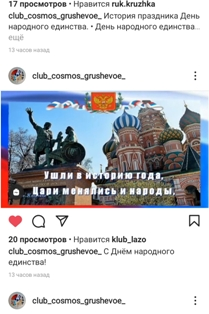 17 просмотров • Нравится ruk.kruzhka
club_cosmos_grushevoe_ История праздника День
народного единства. • День народного единства...
ещё
13 часов назад
club_cosmos_grushevoe_
Ушли в историю года,
Цари менялись и народы,
20 просмотров • Нравится klub_lazo
club_cosmos_grushevoe_ С Днём народного
единства!
13 часов назад
club_cosmos_grushevoe_